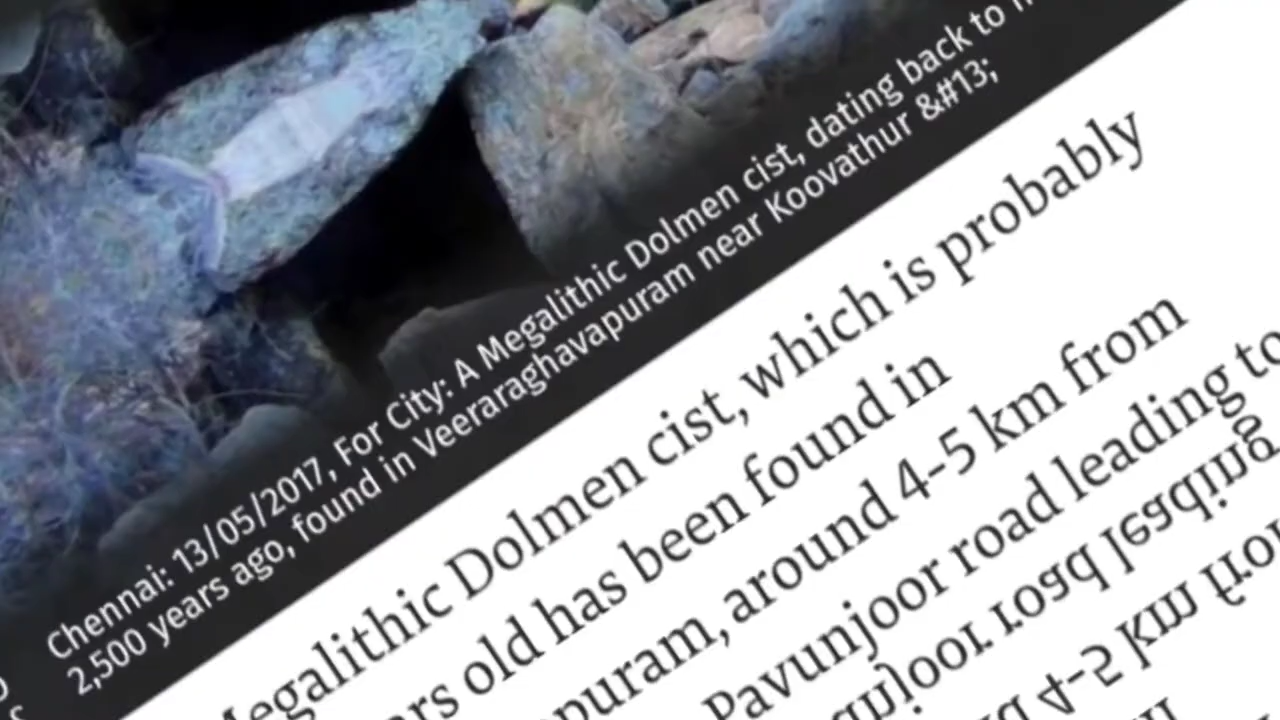 Chennai: 13/05/2017, For City: A Megalithic Dolmen cist, dating back to
2,500 years ago, found in Veeraraghavapuram near Koovathur &#13;
Megalithic Dolmen cist, which is probably
old has been found in
around 4-5 km from
Pavunjoor road leading to